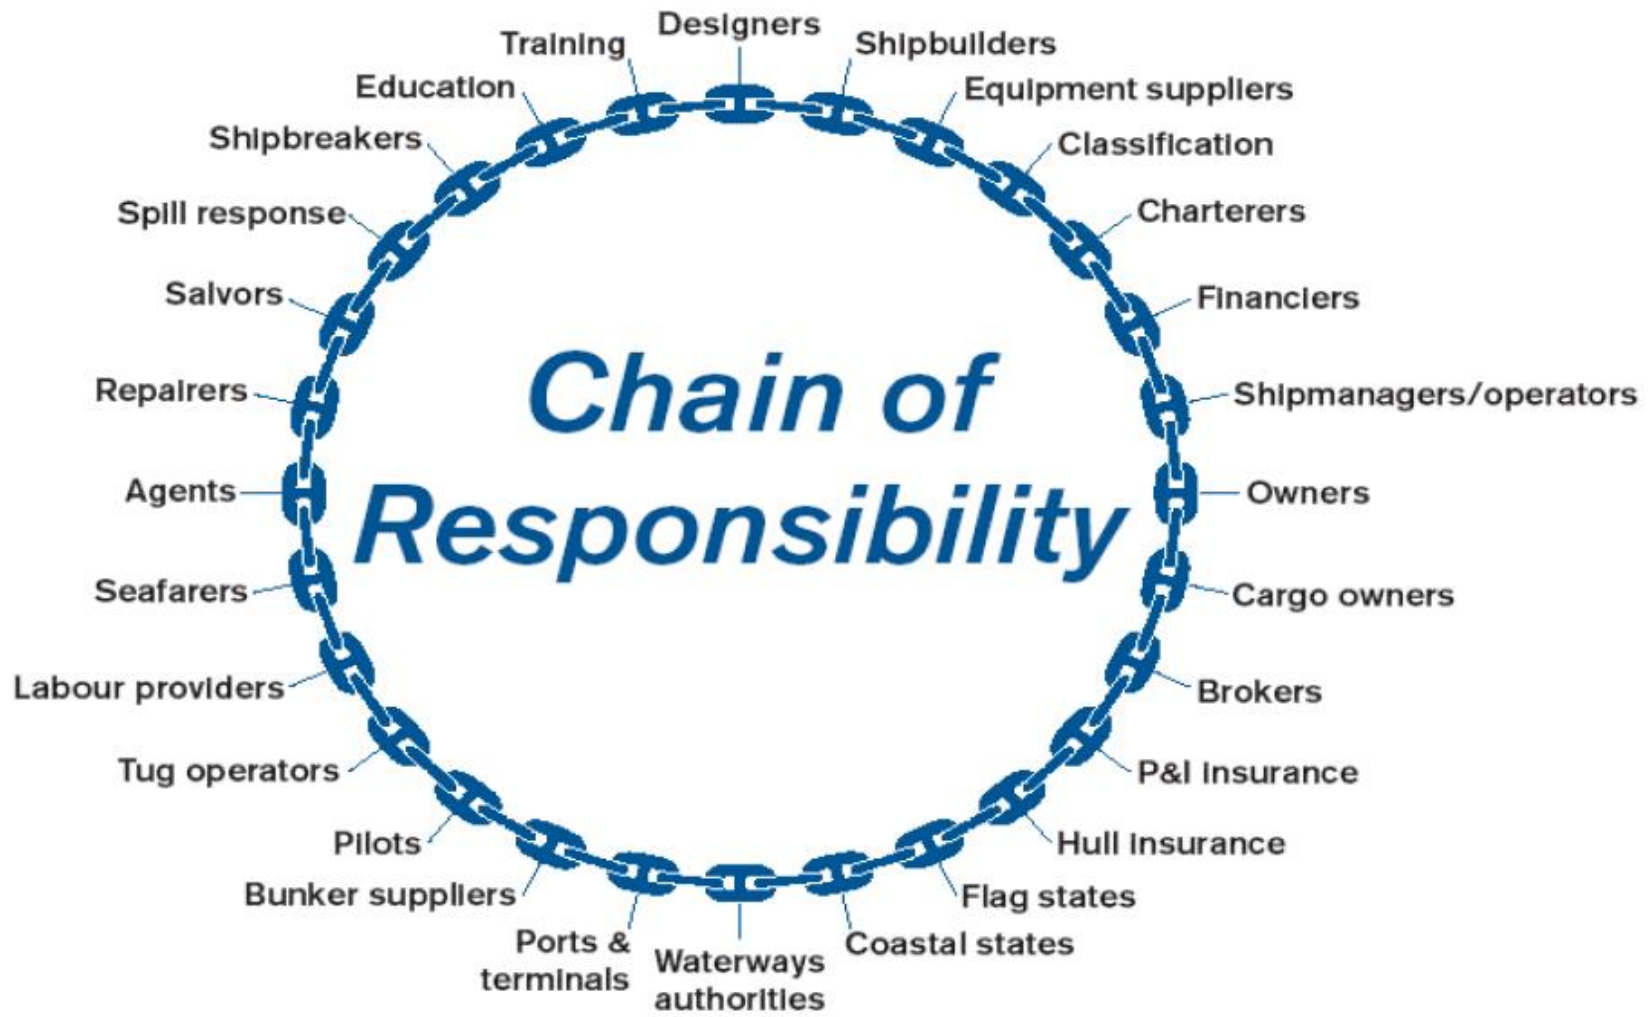 Designers
Shipbuilders
Equipment suppliers
Classification
Charterers
Financiers
Shipmanagers/operators
Owners
Cargo owners
Brokers
P&I insurance
Hull insurance
Flag states
Coastal states
Waterways
authorities
Ports &
terminals
Bunker suppliers
Pilots
Tug operators
Labour providers
Seafarers
Agents
Repairers
Salvors
Spill response
Shipbreakers
Education
Training
Chain of
Responsibility